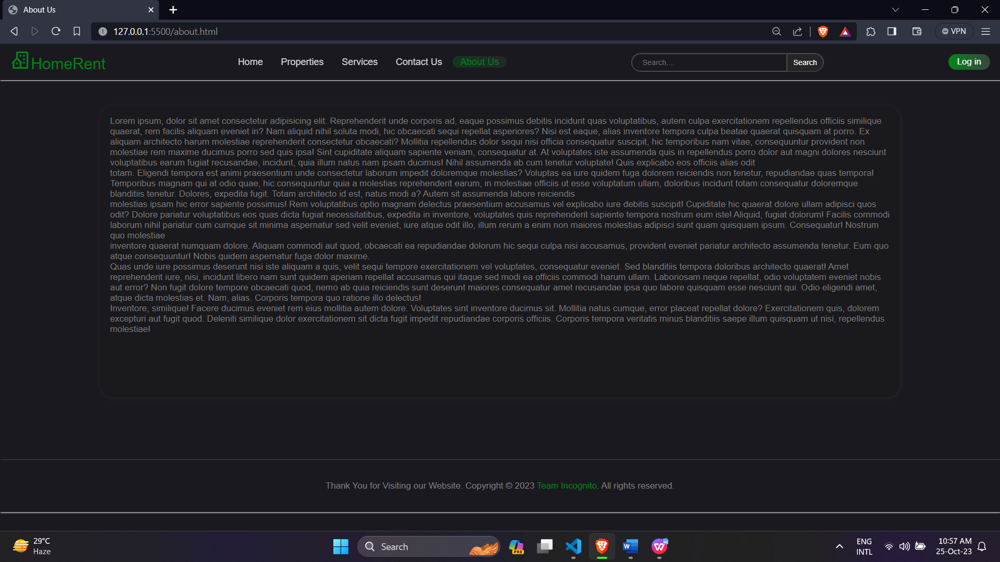 About Us
127.0.0.1:5500/about.html
VPN
HomeRent
Home Properties Services Contact Us About Us
Search....
Search
Log in
Lorem ipsum, dolor sit amet consectetur adipisicing elit. Reprehenderit unde corporis ad, eaque possimus debitis incidunt quas voluptatibus, autem culpa exercitationem repellendus officiis similique
quaerat, rem facilis aliquam eveniet in? Nam aliquid nihil soluta modi, hic obcaecati sequi repellat asperiores? Nisi est eaque, alias inventore tempora culpa beatae quaerat quisquam at porro. Ex
aliquam architecto harum molestiae reprehenderit consectetur obcaecati? Mollitia repellendus dolor sequi nisi officia consequatur suscipit, hic temporibus nam vitae, consequuntur provident non
molestiae rem maxime ducimus porro sed quis ipsa! Sint cupiditate aliquam sapiente veniam, consequatur at. At voluptates iste assumenda quis in repellendus porro dolor aut magni dolores nesciunt
voluptatibus earum fugiat recusandae, incidunt, quia illum natus nam ipsam ducimus! Nihil assumenda ab cum tenetur voluptate! Quis explicabo eos officiis alias odit
totam. Eligendi tempora est animi praesentium unde consectetur laborum impedit doloremque molestias? Voluptas ea iure quidem fuga dolorem reiciendis non tenetur, repudiandae quas tempora!
Temporibus magnam qui at odio quae, hic consequuntur quia a molestias reprehenderit earum, in molestiae officiis ut esse voluptatum ullam, doloribus incidunt totam consequatur doloremque
blanditiis tenetur. Dolores, expedita fugit. Totam architecto id est, natus modi a? Autem sit assumenda labore reiciendis
molestias ipsam hic error sapiente possimus! Rem voluptatibus optio magnam delectus praesentium accusamus vel explicabo iure debitis suscipit! Cupiditate hic quaerat dolore ullam adipisci quos
odit? Dolore pariatur voluptatibus eos quas dicta fugiat necessitatibus, expedita in inventore, voluptates quis reprehenderit sapiente tempora nostrum eum iste! Aliquid, fugiat dolorum! Facilis commodi
laborum nihil pariatur cum cumque sit minima aspernatur sed velit eveniet, iure atque odit illo, illum rerum a enim non maiores molestias adipisci sunt quam quisquam ipsum. Consequatur! Nostrum
quo molestiae
inventore quaerat numquam dolore. Aliquam commodi aut quod, obcaecati ea repudiandae dolorum hic sequi culpa nisi accusamus, provident eveniet pariatur architecto assumenda tenetur. Eum quo
atque consequuntur! Nobis quidem aspernatur fuga dolor maxime.
Quas unde iure possimus deserunt nisi iste aliquam a quis, velit sequi tempore exercitationem vel voluptates, consequatur eveniet. Sed blanditiis tempora doloribus architecto quaerat! Amet
reprehenderit iure, nisi, incidunt libero nam sunt quidem aperiam repellat accusamus qui itaque sed modi ea officiis commodi harum ullam. Laboriosam neque repellat, odio voluptatem eveniet nobis
aut error? Non fugit dolore tempore obcaecati quod, nemo ab quia reiciendis sunt deserunt maiores consequatur amet recusandae ipsa quo labore quisquam esse nesciunt qui. Odio eligendi amet,
atque dicta molestias et. Nam, alias. Corporis tempora quo ratione illo delectus!
Inventore, similique! Facere ducimus eveniet rem eius mollitia autem dolore. Voluptates sint inventore ducimus sit. Mollitia natus cumque, error placeat repellat dolore? Exercitationem quis, dolorem
excepturi aut fugit quod. Deleniti similique dolor exercitationem sit dicta fugit impedit repudiandae corporis officiis. Corporis tempora veritatis minus blanditiis saepe illum quisquam ut nisi, repellendus
molestiae!
Thank You for Visiting our Website. Copyright © 2023 Team Incognito. All rights reserved.
29°C
Haze
Search
PRE
ENG
INTL
10:57 AM
25-Oct-23